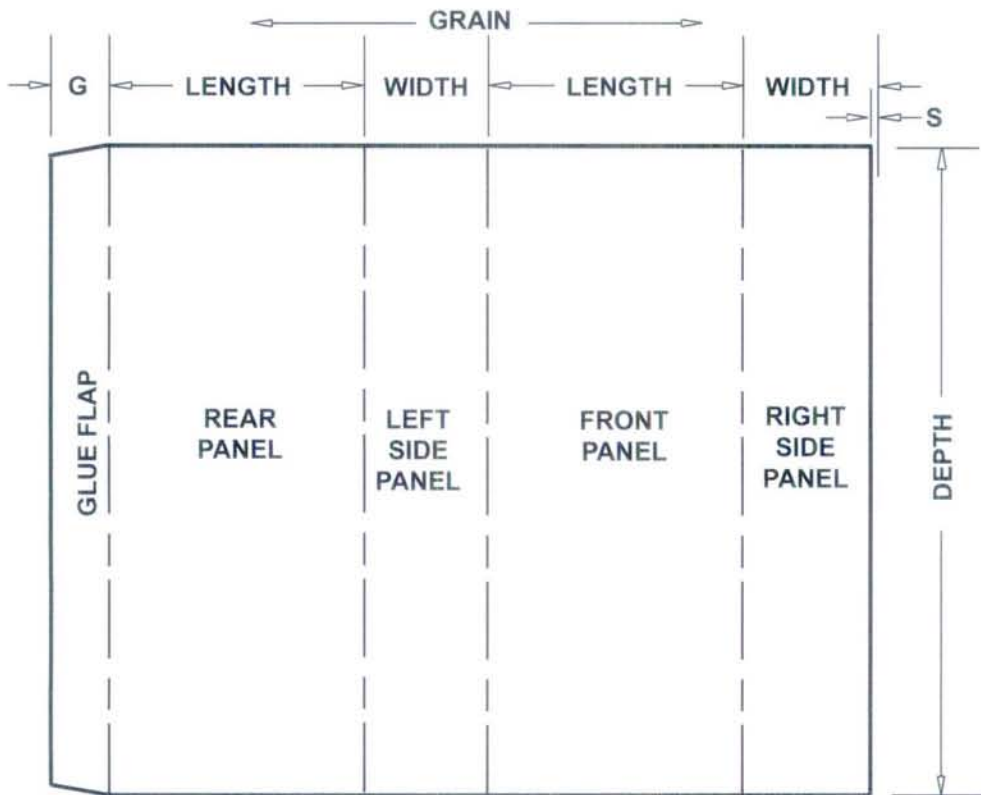 GRAIN
G
LENGTH
WIDTH
LENGTH
WIDTH
S
GLUE FLAP
REAR
PANEL
LEFT
SIDE
PANEL
FRONT
PANEL
RIGHT
SIDE
PANEL
DEPTH